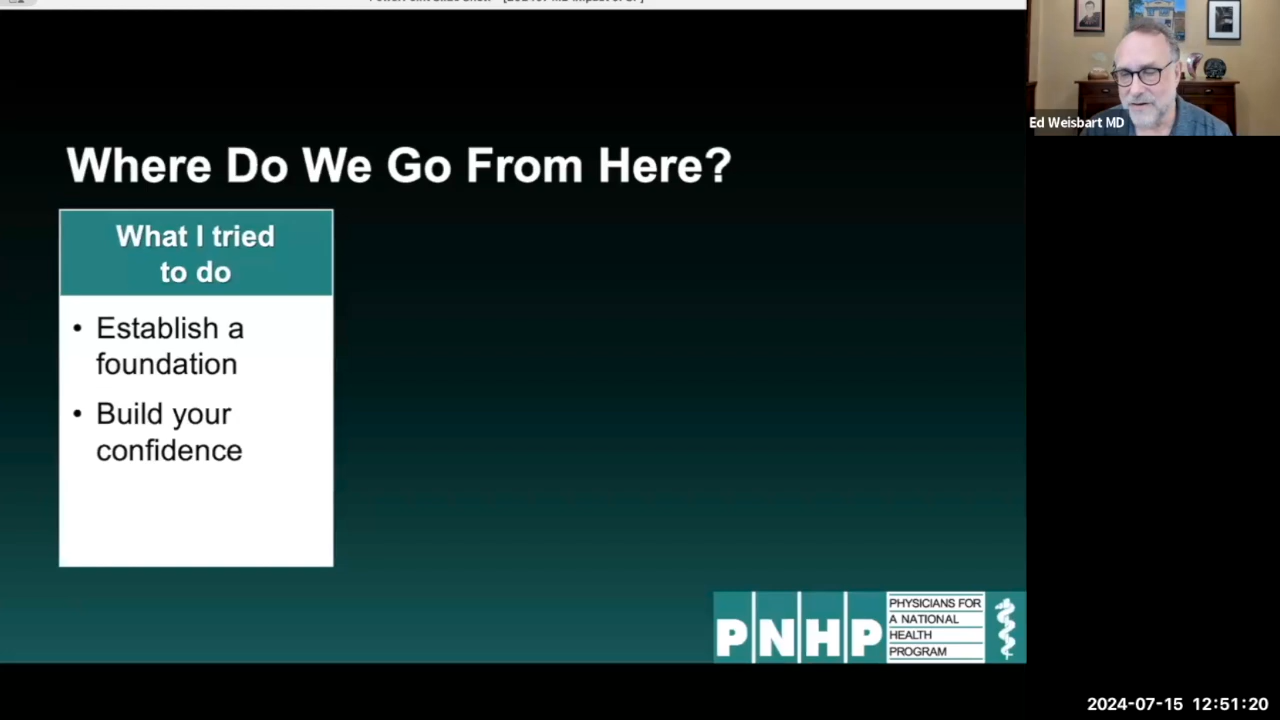 Where Do We Go From Here?
What I tried
to do
• Establish a
foundation
• Build your
confidence
PNHP
PHYSICIANS FOR
A NATIONAL
HEALTH
PROGRAM
Ed Weisbart MD
2024-07-15 12:51:20